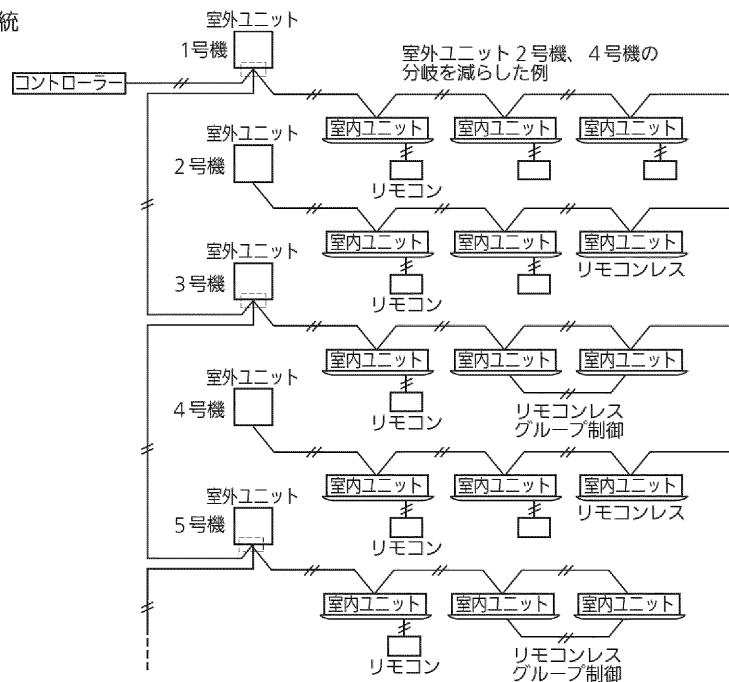 統
室外ユニット
1号機
コントローラー
室外ユニット2号機、4号機の
分岐を減らした例
室内ユニット
室内ユニット
室内ユニット
リモコン
室外ユニット
2号機
室内ユニット
室内ユニット
室内ユニット
リモコンレス
リモコン
室外ユニット
3号機
室内ユニット
室内ユニット
室内ユニット
リモコン
リモコンレス
グループ制御
室外ユニット
4号機
室内ユニット
室内ユニット
室内ユニット
リモコンレス
リモコン
室外ユニット
5号機
室内ユニット
室内ユニット
室内ユニット
リモコン
リモコンレス
グループ制御